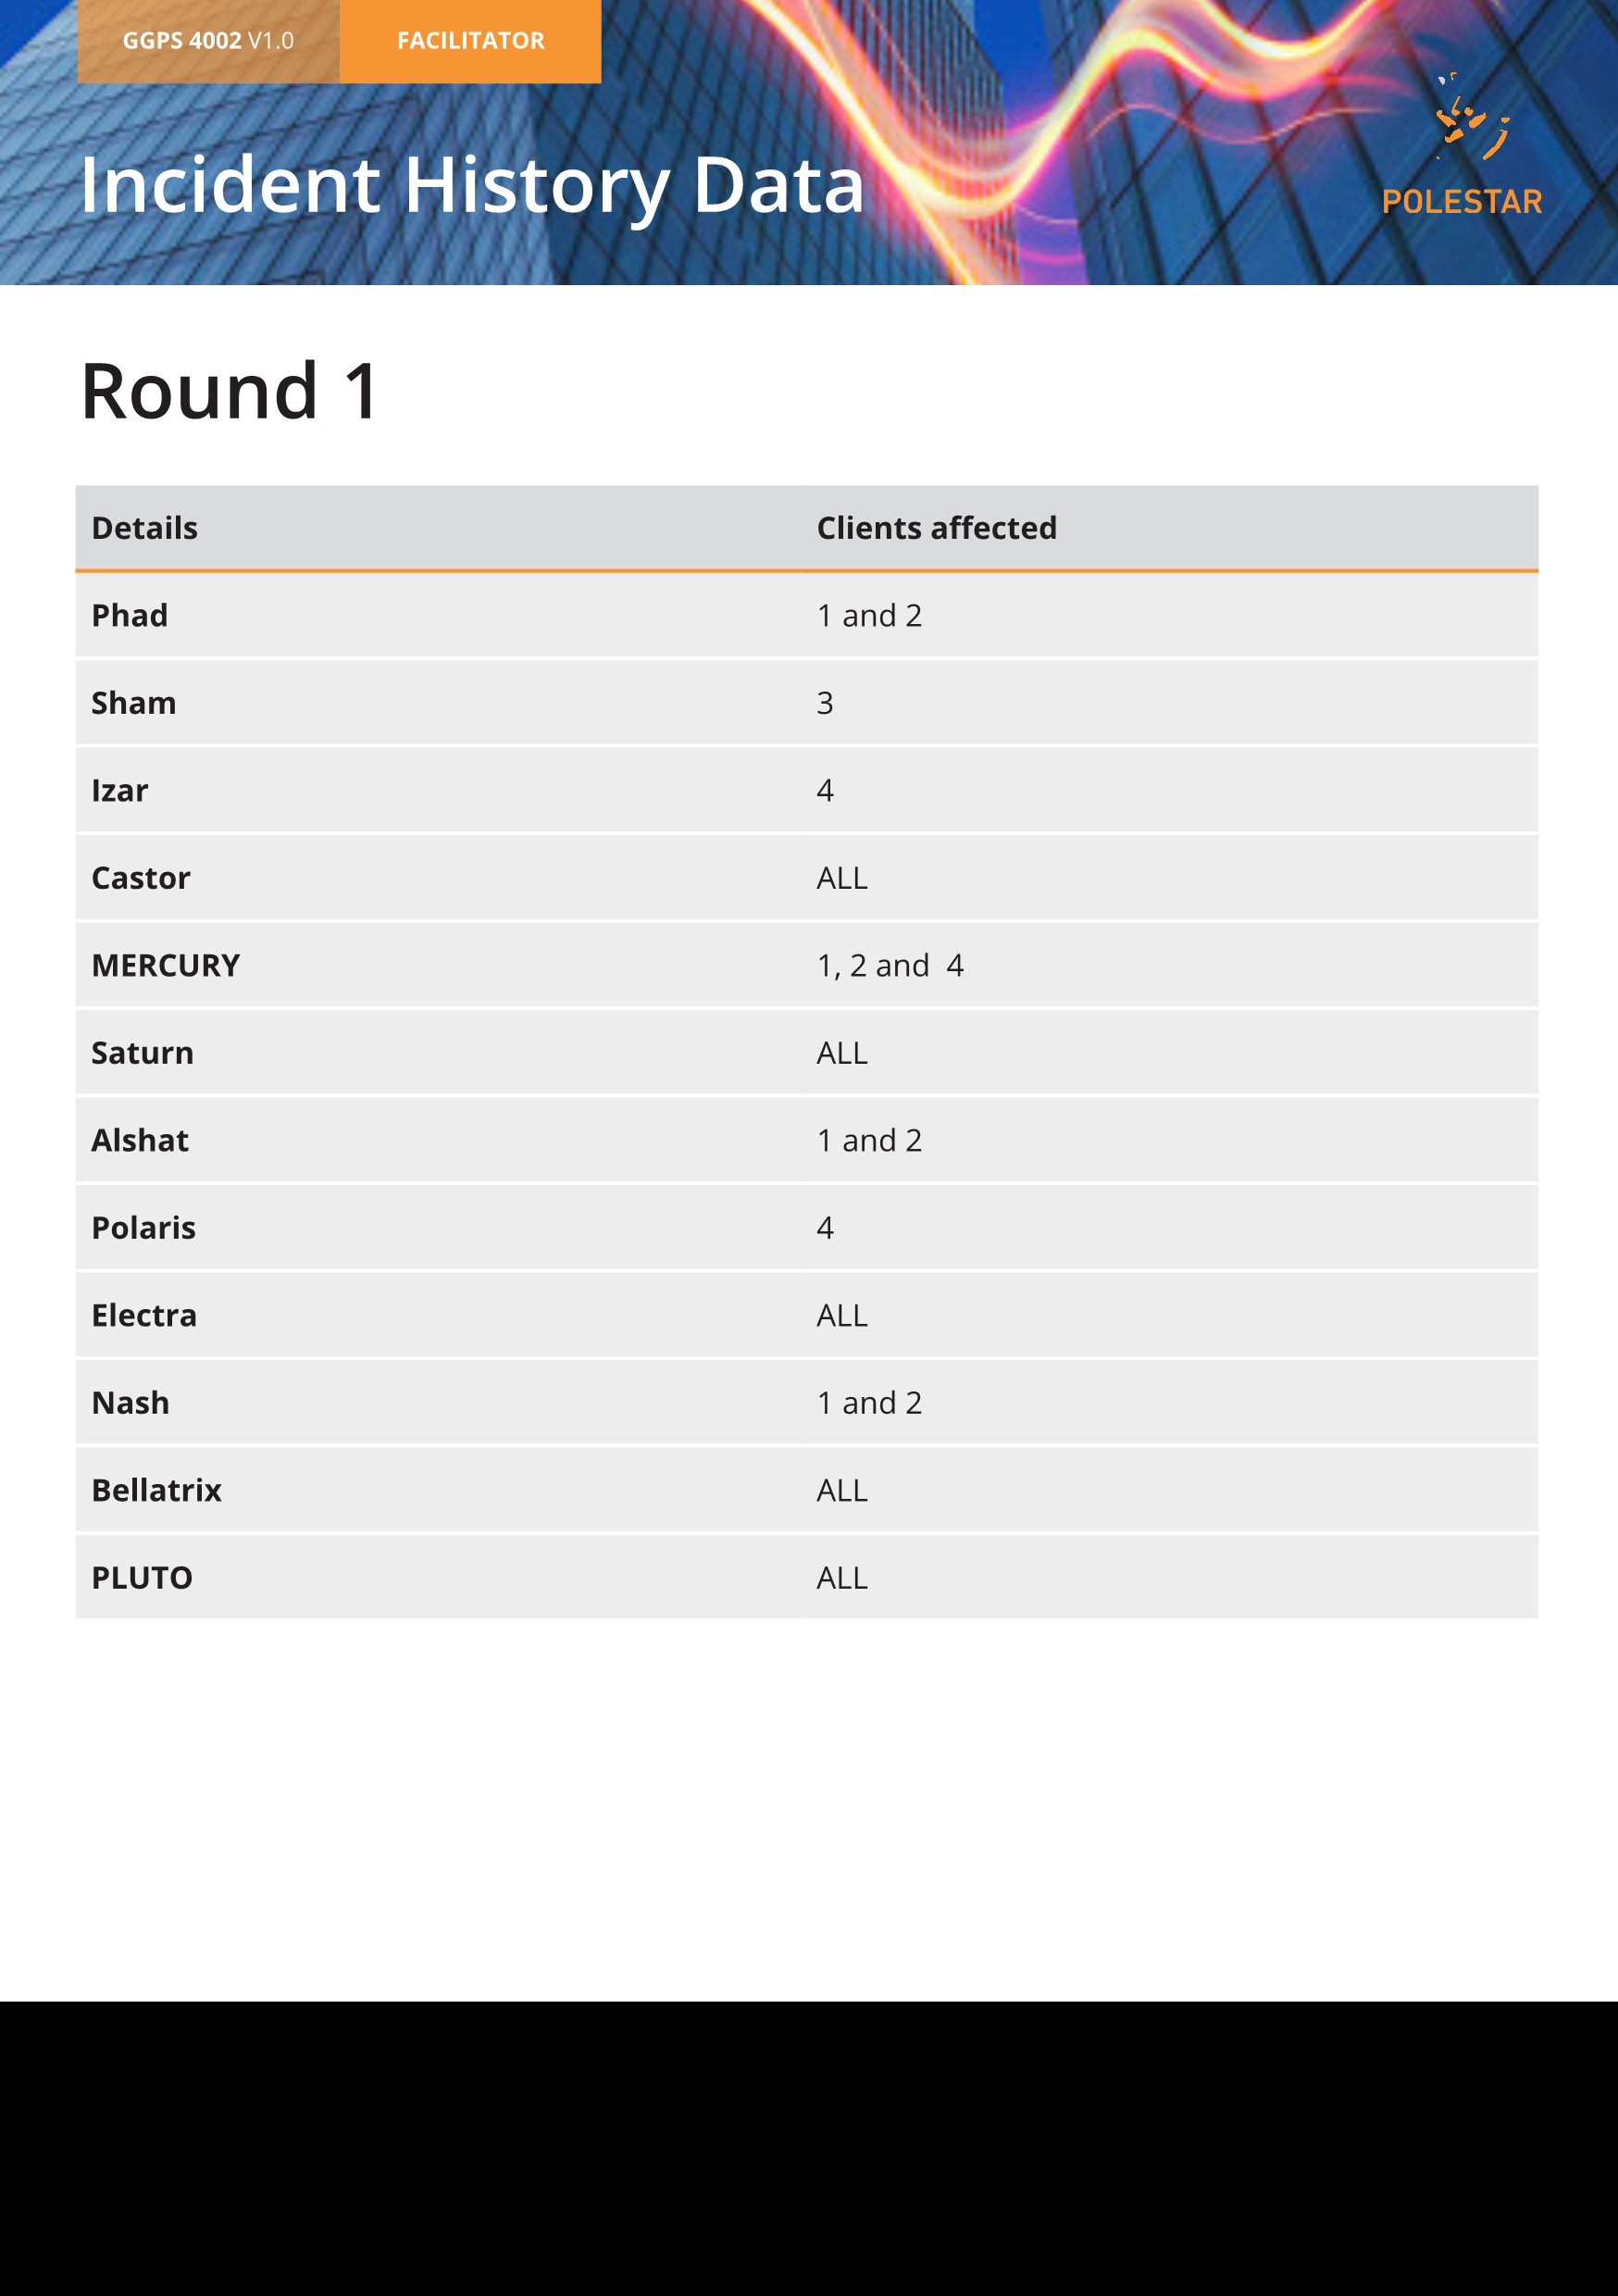 GGPS 4002 V1.0 FACILITATOR
Incident History Data
POLESTAR
Round 1
Details Clients affected
Phad 1 and 2
Sham 3
Izar 4
Castor ALL
MERCURY 1, 2 and  4
Saturn ALL
Alshat 1 and 2
Polaris 4
Electra ALL
Nash 1 and 2
Bellatrix ALL
PLUTO ALL